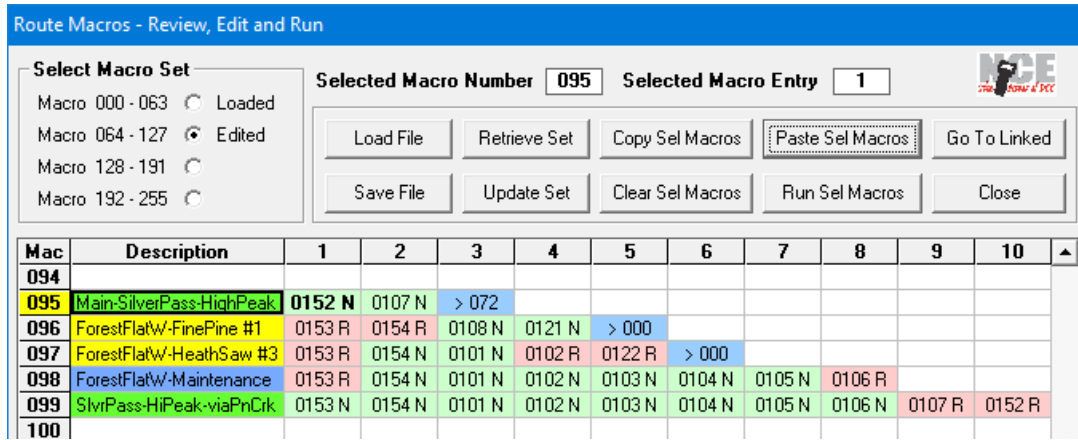 Route Macros - Review, Edit and Run
Select Macro Set
Macro 000 - 063 Loaded
Macro 064 - 127 Edited
Macro 128 - 191
Macro 192 - 255
Selected Macro Number 095 Selected Macro Entry 1
NCE
Load File Retrieve Set Copy Sel Macros Paste Sel Macros Go To Linked
Save File Update Set Clear Sel Macros Run Sel Macros Close
Mac Description 1 2 3 4 5 6 7 8 9 10
094
095 Main-SilverPass-HighPeak 0152 N 0107 N > 072
096 ForestFlatW-FinePine #1 0153 R 0154 R 0108 N 0121 N > 000
097 ForestFlatW-HeathSaw #3 0153 R 0154 N 0101 N 0102 R 0122 R > 000
098 ForestFlatW-Maintenance 0153 R 0154 N 0101 N 0102 N 0103 N 0104 N 0105 N 0106 R
099 SlvrPass-HiPeak-viaPnCrk 0153 N 0154 N 0101 N 0102 N 0103 N 0104 N 0105 N 0106 N 0107 R 0152 R
100